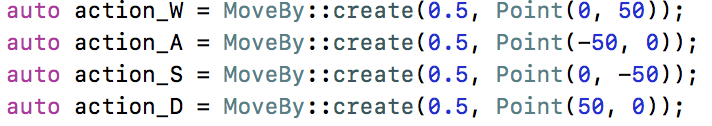 auto action_W = MoveBy::create(0.5, Point(0, 50));
auto action_A = MoveBy::create(0.5, Point(-50, 0));
auto action_S = MoveBy::create(0.5, Point(0, -50));
auto action_D = MoveBy::create(0.5, Point(50, 0));